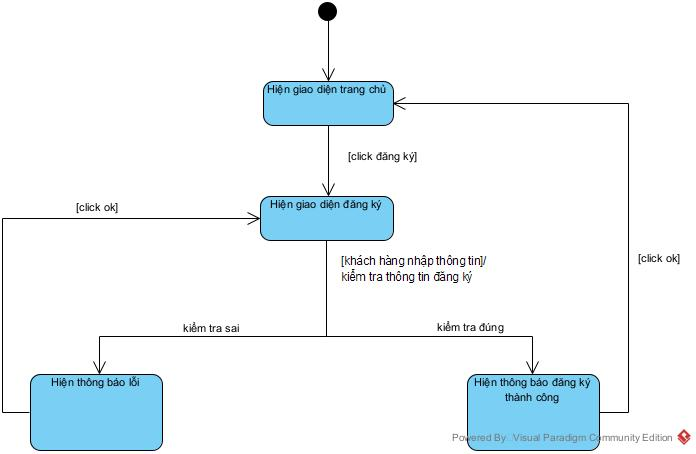 Hiện giao diện trang chủ
[click đăng ký]
Hiện giao diện đăng ký
[click ok]
[khách hàng nhập thông tin]/
kiểm tra thông tin đăng ký
[click ok]
kiểm tra sai
kiểm tra đúng
Hiện thông báo lỗi
Hiện thông báo đăng ký
thành công
Powered By Visual Paradigm Community Edition